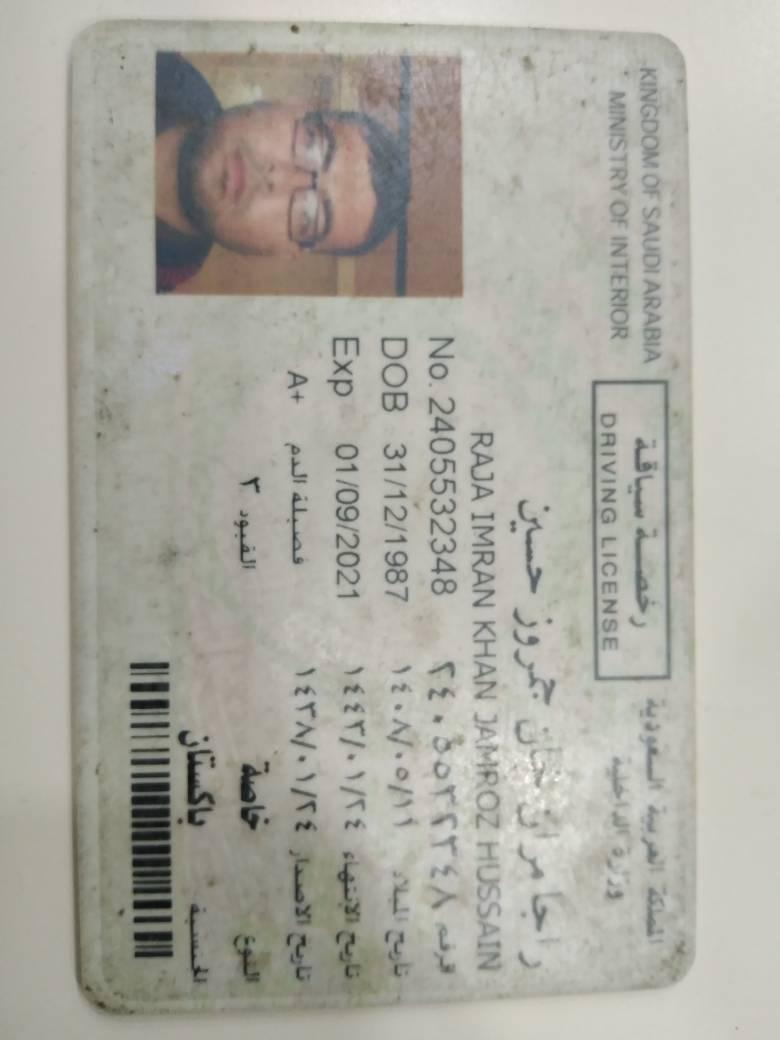 KINGDOM OF SAUDI ARABIA
MINISTRY OF INTERIOR
رخصة سياقة
DRIVING LICENSE
المملكة العربية السعودية
وزارة الداخلية
راجا مران خان جمروز حسين
RAJA IMRAN KHAN JAMROZ HUSSAIN
No. 2405532348 رقم ٢٤٠٥٥٣٢٣٤٨
DOB 31/12/1987 تاريخ الميلاد ١٤٠٨/٠٥/١١
Exp 01/09/2021 تاريخ الانتهاء ١٤٤٣/٠١/٢٤
A+ فصيلة الدم تاريخ الاصدار ١٤٣٨/٠١/٢٤
النوع خاصة القيود ٣
الجنسية باكستان